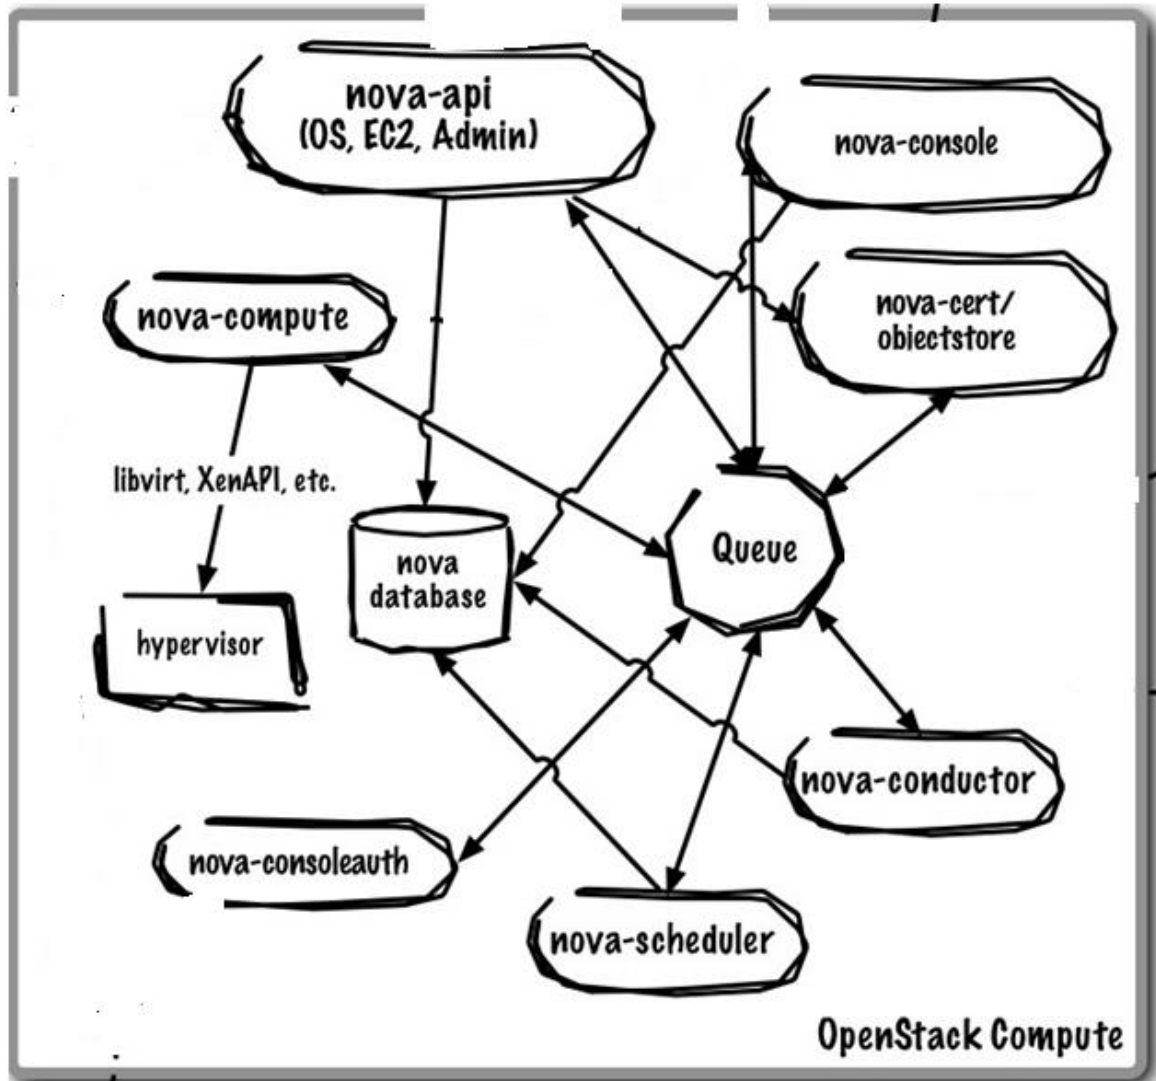 nova-api
(OS, EC2, Admin)
nova-console
nova-cert/
objectstore
nova-compute
libvirt, XenAPI, etc.
nova
database
Queue
hypervisor
nova-conductor
nova-consoleauth
nova-scheduler
OpenStack Compute